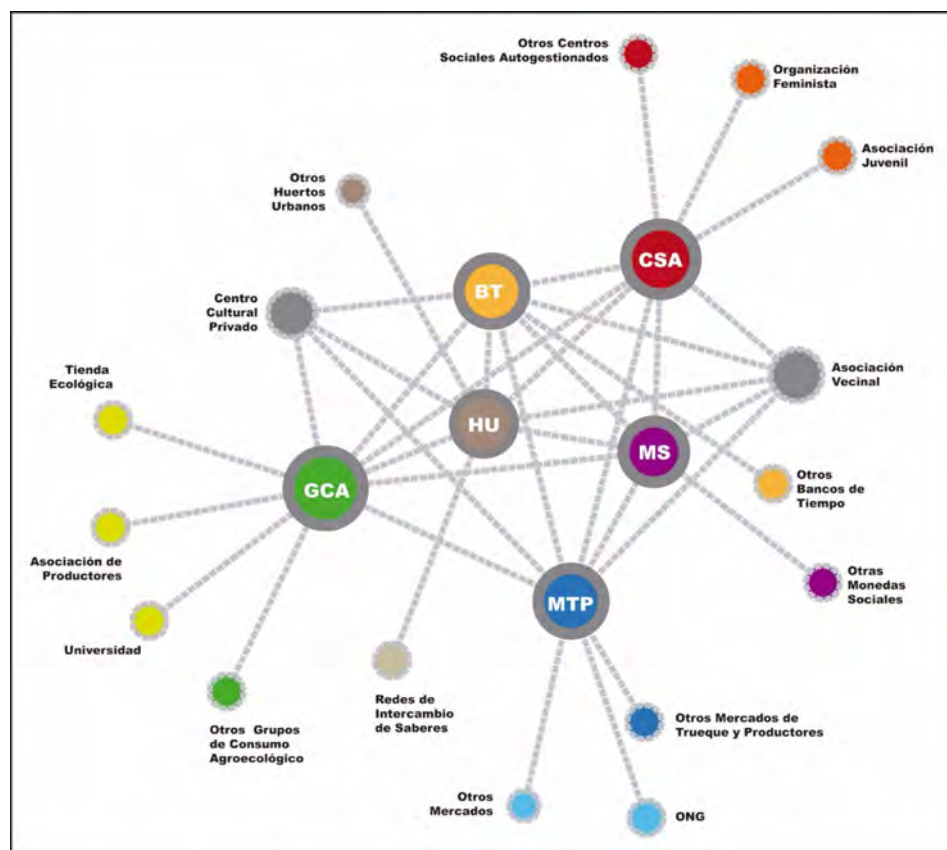 Otros Centros
Sociales Autogestionados
Organización
Feminista
Asociación
Juvenil
Otros
Huertos
Urbanos
CSA
BT
Centro
Cultural
Privado
Asociación
Vecinal
Tienda
Ecológica
HU
MS
GCA
Otros
Bancos de
Tiempo
Asociación de
Productores
Otras
Monedas
Sociales
MTP
Universidad
Redes de
Intercambio
de Saberes
Otros Grupos
de Consumo
Agroecológico
Otros Mercados de
Trueque y Productores
Otros
Mercados
ONG